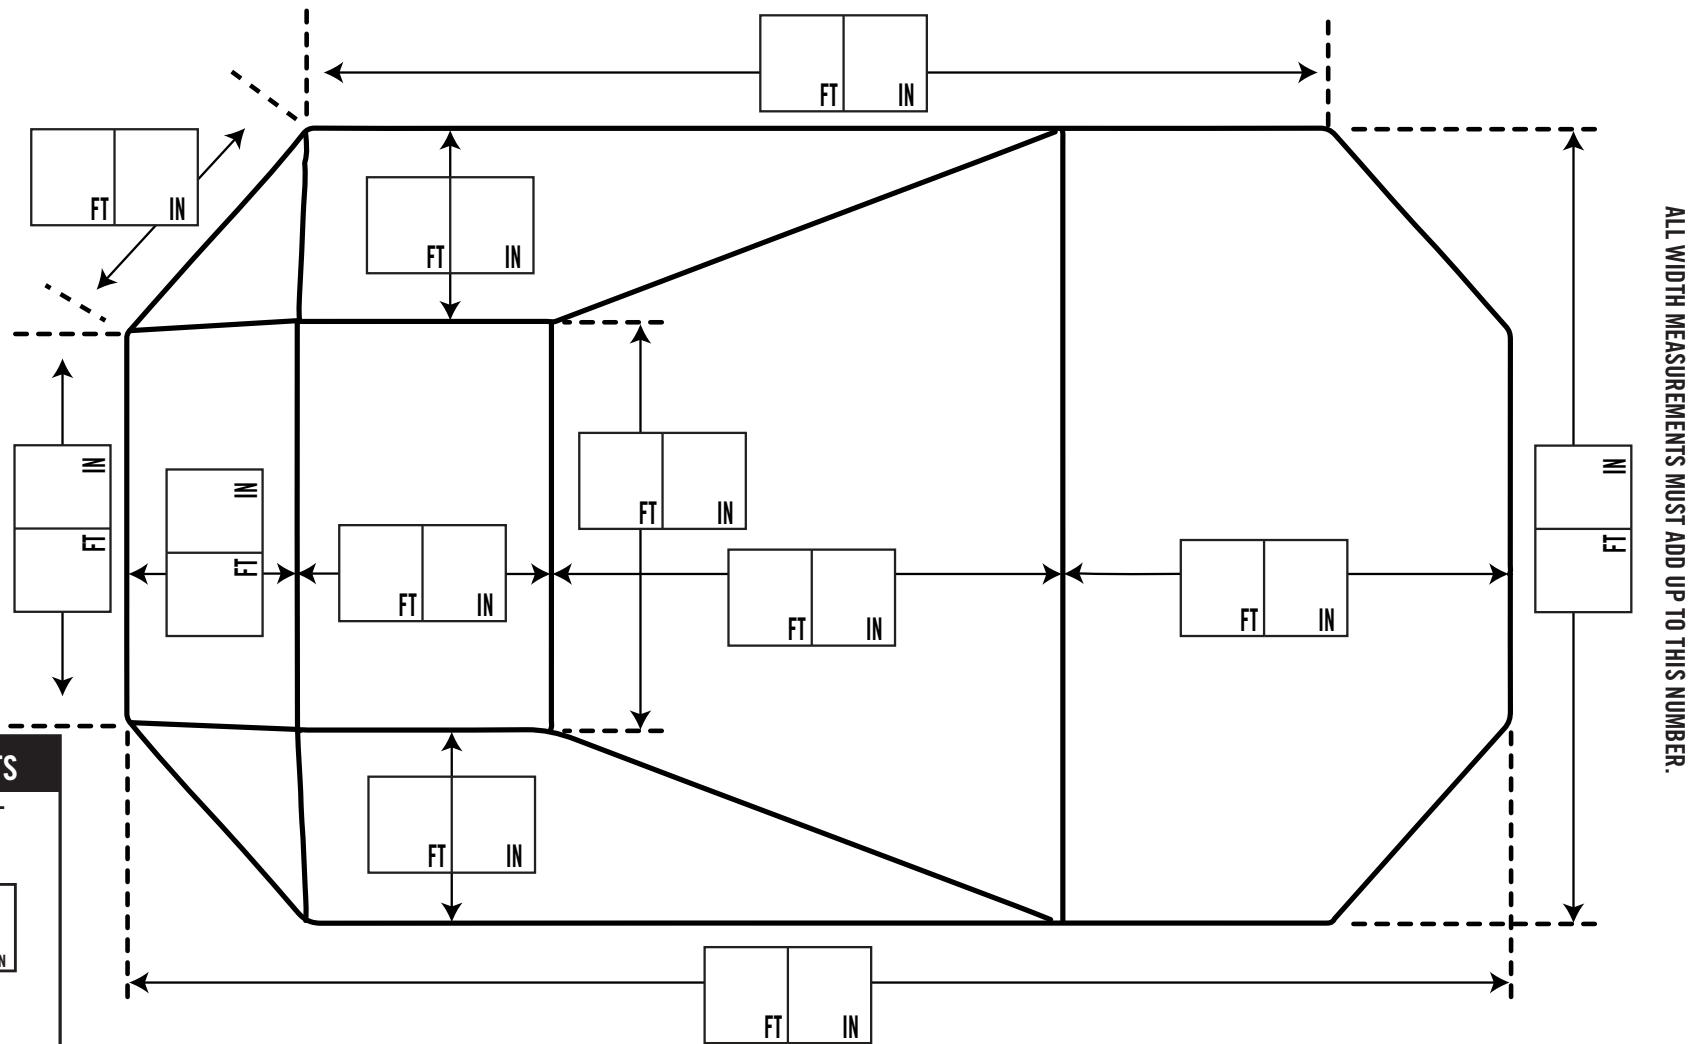 FT IN
FT IN
FT IN
FT IN
IN
FT
IN
FT
FT IN
FT IN
FT IN
IN
FT
ALL WIDTH MEASUREMENTS MUST ADD UP TO THIS NUMBER.
FT IN
FT IN